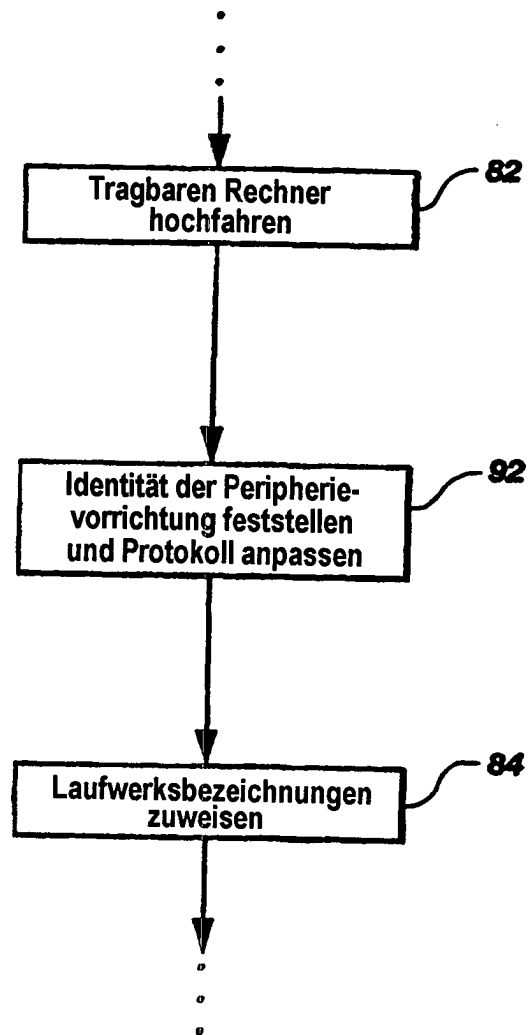 82
Tragbaren Rechner
hochfahren
92
Identität der Peripherie-
vorrichtung feststellen
und Protokoll anpassen
84
Laufwerksbezeichnungen
zuweisen